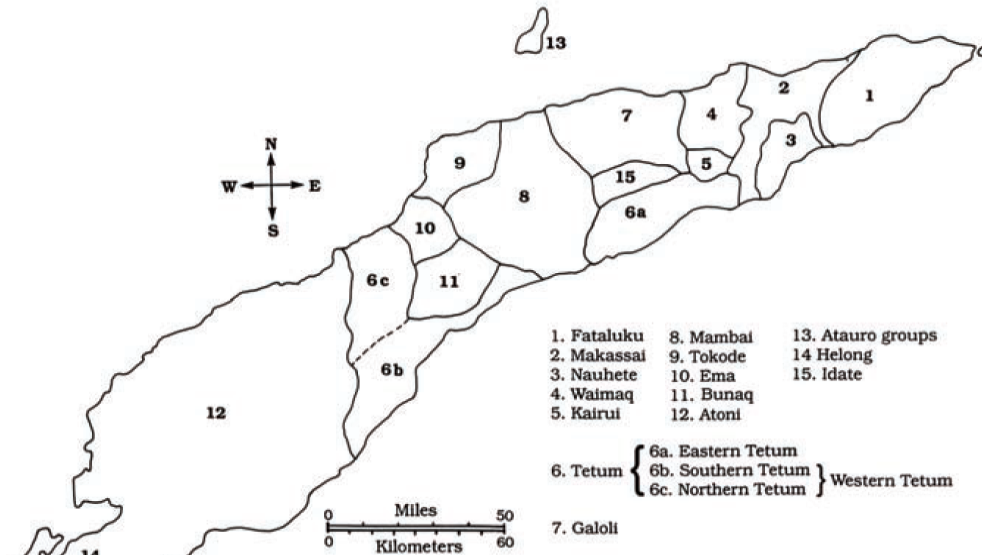 13
1
2
3
4
5
7
15
6a
8
9
10
11
6c
6b
12
14
N
W
E
S
1. Fataluku
2. Makassai
3. Nauhete
4. Waimaq
5. Kairui
8. Mambai
9. Tokode
10. Ema
11. Bunaq
12. Atoni
13. Atauro groups
14 Helong
15. Idate
6. Tetum
6a. Eastern Tetum
6b. Southern Tetum
6c. Northern Tetum
Western Tetum
7. Galoli
0 Miles 50
0 Kilometers 60